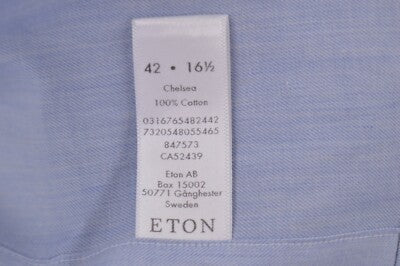 42 • 16½
Chelsea
100% Cotton
0316765482442
7320548055465
847573
CA52439
Eton AB
Box 15002
50771 Gånghester
Sweden
ETON